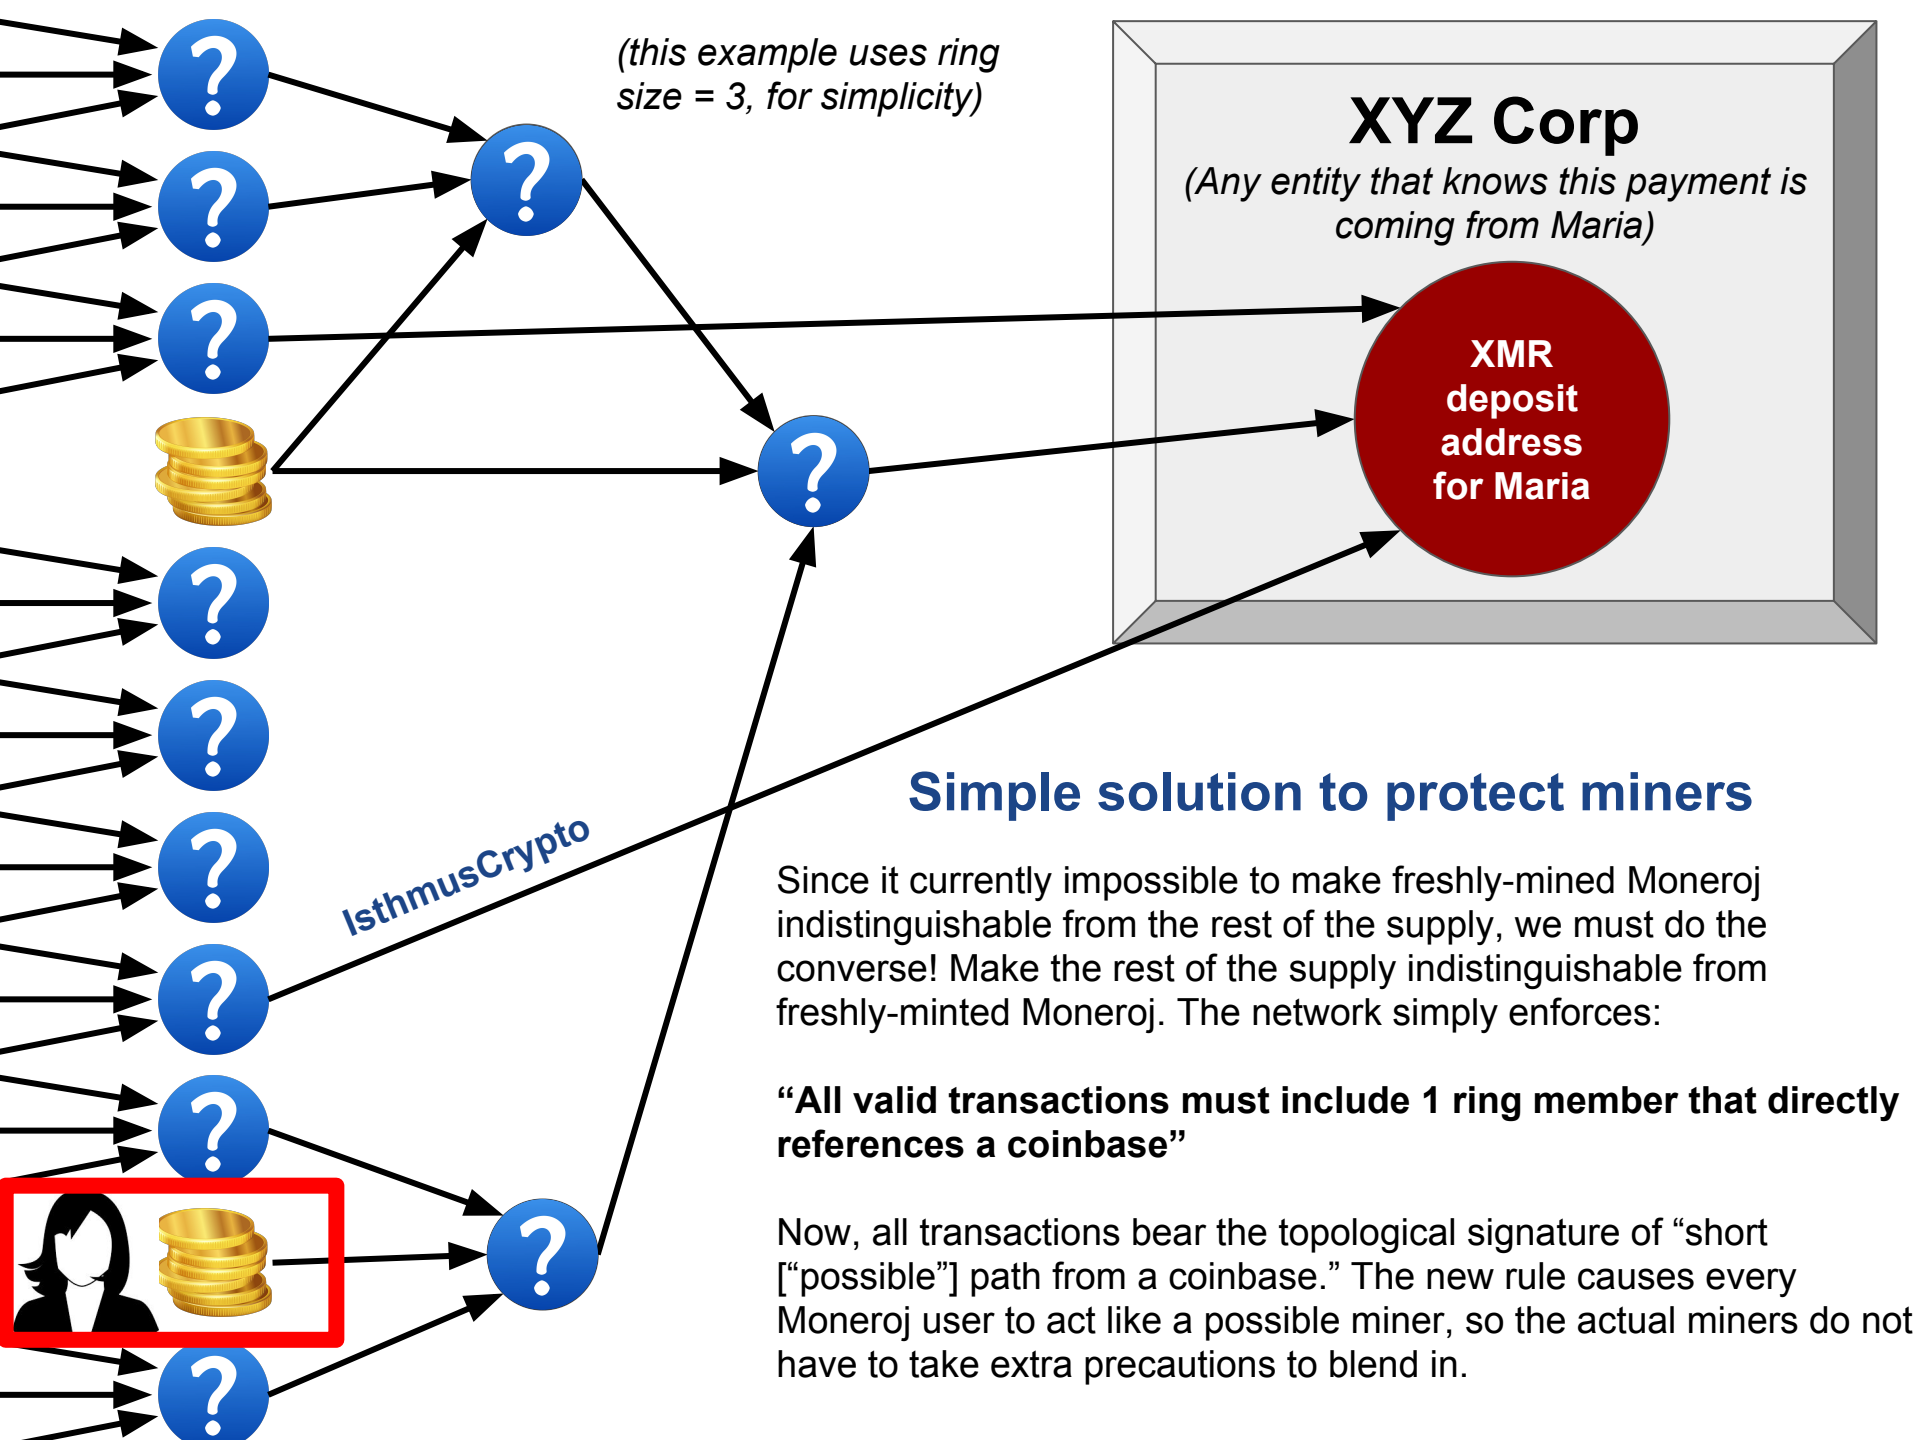 (this example uses ring
size = 3, for simplicity)
XYZ Corp
(Any entity that knows this payment is
coming from Maria)
XMR
deposit
address
for Maria
IsthmusCrypto
Simple solution to protect miners
Since it currently impossible to make freshly-mined Moneroj
indistinguishable from the rest of the supply, we must do the
converse! Make the rest of the supply indistinguishable from
freshly-minted Moneroj. The network simply enforces:
“All valid transactions must include 1 ring member that directly
references a coinbase”
Now, all transactions bear the topological signature of “short
[“possible”] path from a coinbase.” The new rule causes every
Moneroj user to act like a possible miner, so the actual miners do not
have to take extra precautions to blend in.